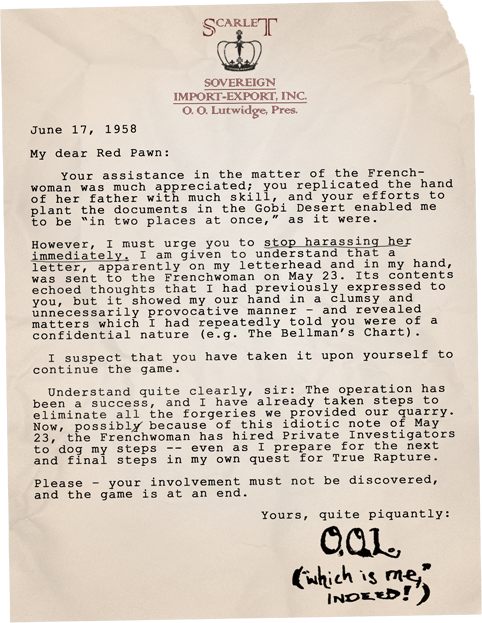 SCARLET
SOVEREIGN
IMPORT-EXPORT, INC.
O. O. Lutwidge, Pres.
June 17, 1958
My dear Red Pawn:
Your assistance in the matter of the French-
woman was much appreciated; you replicated the hand
of her father with much skill, and your efforts to
plant the documents in the Gobi Desert enabled me
to be "in two places at once," as it were.
However, I must urge you to stop harassing her
immediately. I am given to understand that a
letter, apparently on my letterhead and in my hand,
was sent to the Frenchwoman on May 23. Its contents
echoed thoughts that I had previously expressed to
you, but it showed my our hand in a clumsy and
unnecessarily provocative manner – and revealed
matters which I had repeatedly told you were of a
confidential nature (e.g. The Bellman's Chart).
I suspect that you have taken it upon yourself to
continue the game.
Understand quite clearly, sir: The operation has
been a success, and I have already taken steps to
eliminate all the forgeries we provided our quarry.
Now, possibly because of this idiotic note of May
23, the Frenchwoman has hired Private Investigators
to dog my steps -- even as I prepare for the next
and final steps in my own quest for True Rapture.
Please – your involvement must not be discovered,
and the game is at an end.
Yours, quite piquantly:
O.O.L.
("which is me,"
INDEED!")